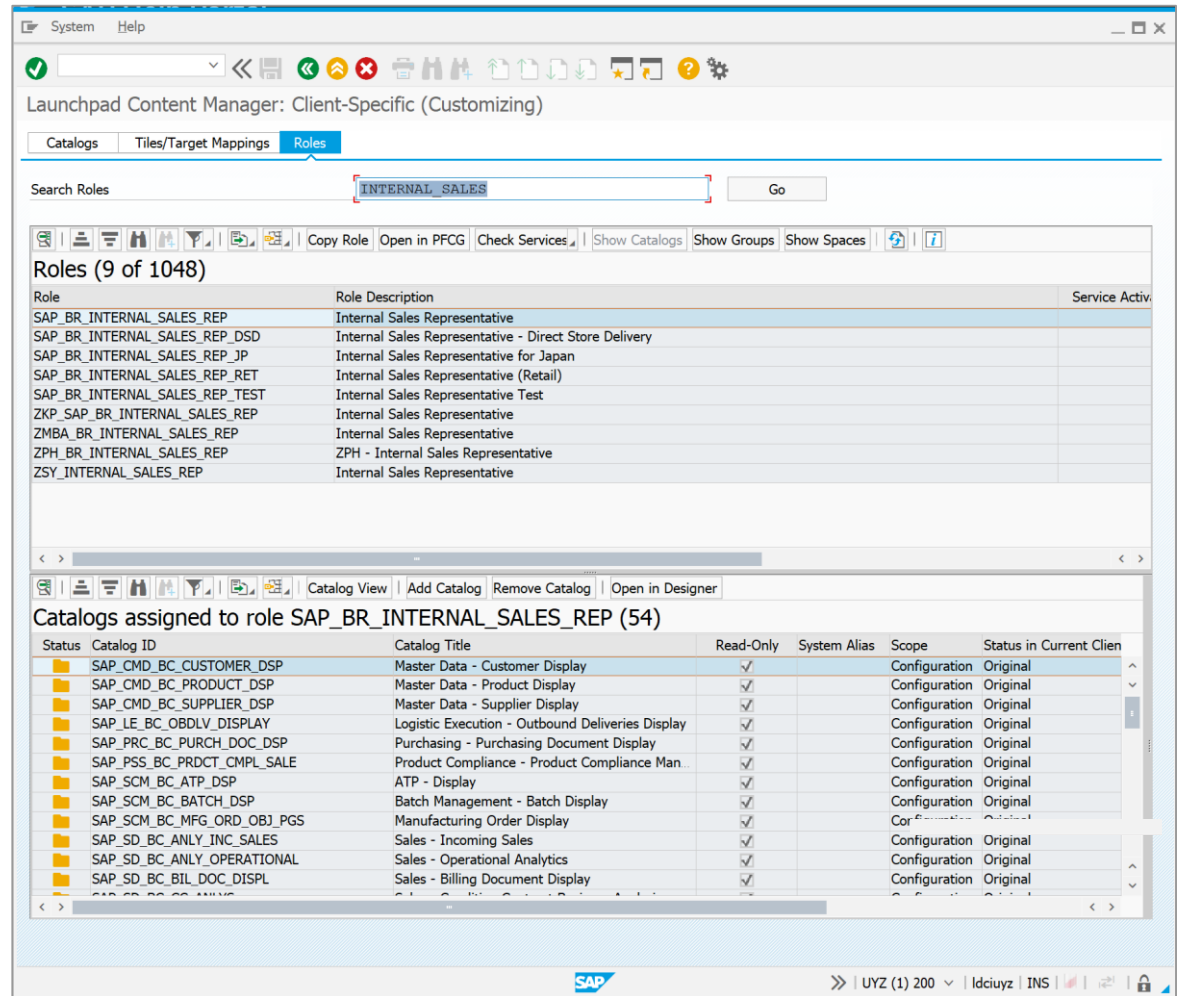 System Help
Launchpad Content Manager: Client-Specific (Customizing)
Catalogs Tiles/Target Mappings Roles
Search Roles INTERNAL_SALES Go
Copy Role Open in PFCG Check Services Show Catalogs Show Groups Show Spaces
Roles (9 of 1048)
Role Role Description Service Activ
SAP_BR_INTERNAL_SALES_REP Internal Sales Representative
SAP_BR_INTERNAL_SALES_REP_DSD Internal Sales Representative - Direct Store Delivery
SAP_BR_INTERNAL_SALES_REP_JP Internal Sales Representative for Japan
SAP_BR_INTERNAL_SALES_REP_RET Internal Sales Representative (Retail)
SAP_BR_INTERNAL_SALES_REP_TEST Internal Sales Representative Test
ZKP_SAP_BR_INTERNAL_SALES_REP Internal Sales Representative
ZMBA_BR_INTERNAL_SALES_REP Internal Sales Representative
ZPH_BR_INTERNAL_SALES_REP ZPH - Internal Sales Representative
ZSY_INTERNAL_SALES_REP Internal Sales Representative
Catalog View Add Catalog Remove Catalog Open in Designer
Catalogs assigned to role SAP_BR_INTERNAL_SALES_REP (54)
Status Catalog ID Catalog Title Read-Only System Alias Scope Status in Current Clien
SAP_CMD_BC_CUSTOMER_DSP Master Data - Customer Display Configuration Original
SAP_CMD_BC_PRODUCT_DSP Master Data - Product Display Configuration Original
SAP_CMD_BC_SUPPLIER_DSP Master Data - Supplier Display Configuration Original
SAP_LE_BC_OBDLV_DISPLAY Logistic Execution - Outbound Deliveries Display Configuration Original
SAP_PRC_BC_PURCH_DOC_DSP Purchasing - Purchasing Document Display Configuration Original
SAP_PSS_BC_PRDCT_CMPL_SALE Product Compliance - Product Compliance Man... Configuration Original
SAP_SCM_BC_ATP_DSP ATP - Display Configuration Original
SAP_SCM_BC_BATCH_DSP Batch Management - Batch Display Configuration Original
SAP_SCM_BC_MFG_ORD_OBJ_PGS Manufacturing Order Display Configuration Original
SAP_SD_BC_ANLY_INC_SALES Sales - Incoming Sales Configuration Original
SAP_SD_BC_ANLY_OPERATIONAL Sales - Operational Analytics Configuration Original
SAP_SD_BC_BIL_DOC_DISPL Sales - Billing Document Display Configuration Original
SAP UYZ (1) 200 ldciuyz INS